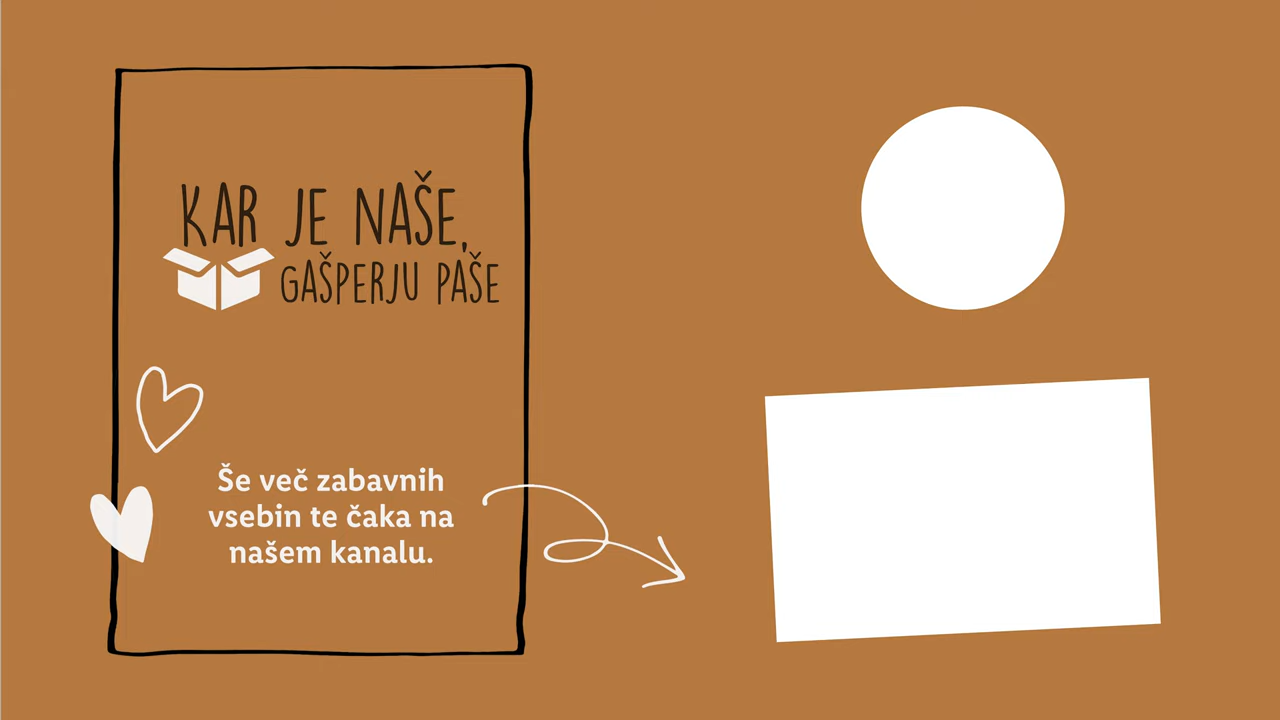 KAR JE NAŠE,
GAŠPERJU PAŠE
Še več zabavnih
vsebin te čaka na
našem kanalu.